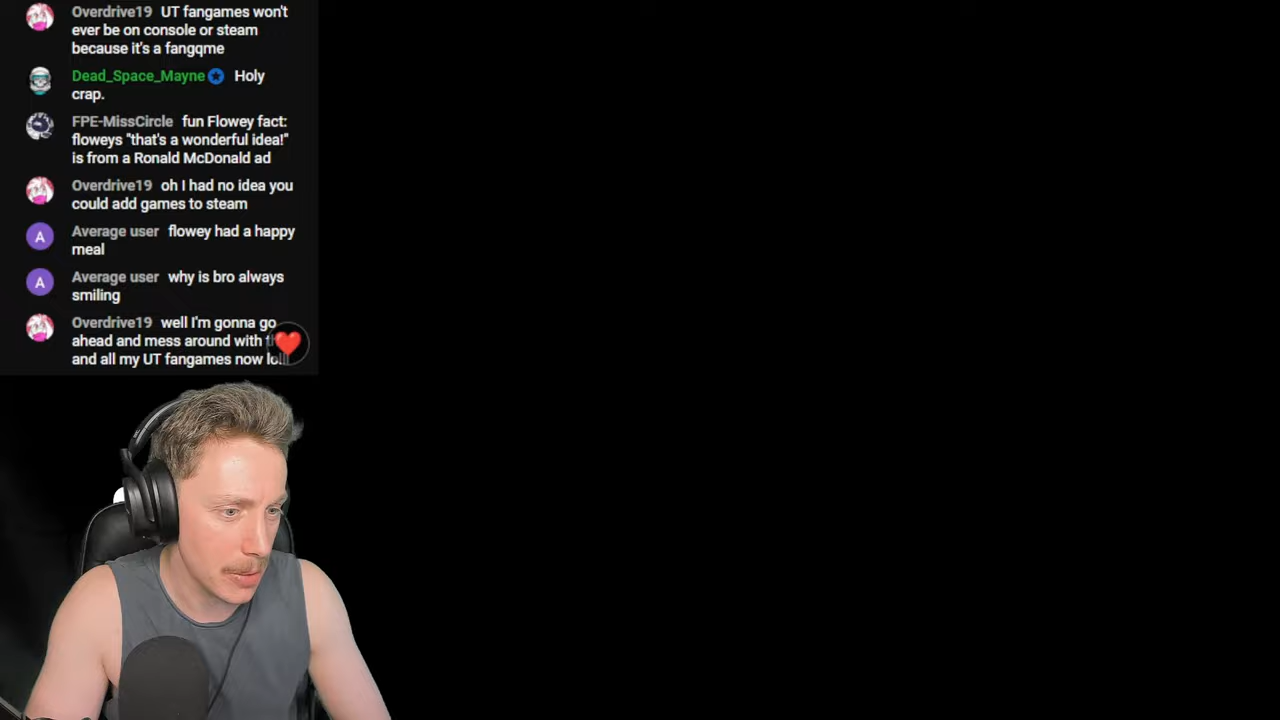 Overdrive19 UT fangames won't
ever be on console or steam
because it's a fangqme
Dead_Space_Mayne Holy
crap.
FPE-MissCircle fun Flowey fact:
floweys "that's a wonderful idea!"
is from a Ronald McDonald ad
Overdrive19 oh I had no idea you
could add games to steam
A Average user flowey had a happy
meal
A Average user why is bro always
smiling
Overdrive19 well I'm gonna go
ahead and mess around with
and all my UT fangames now